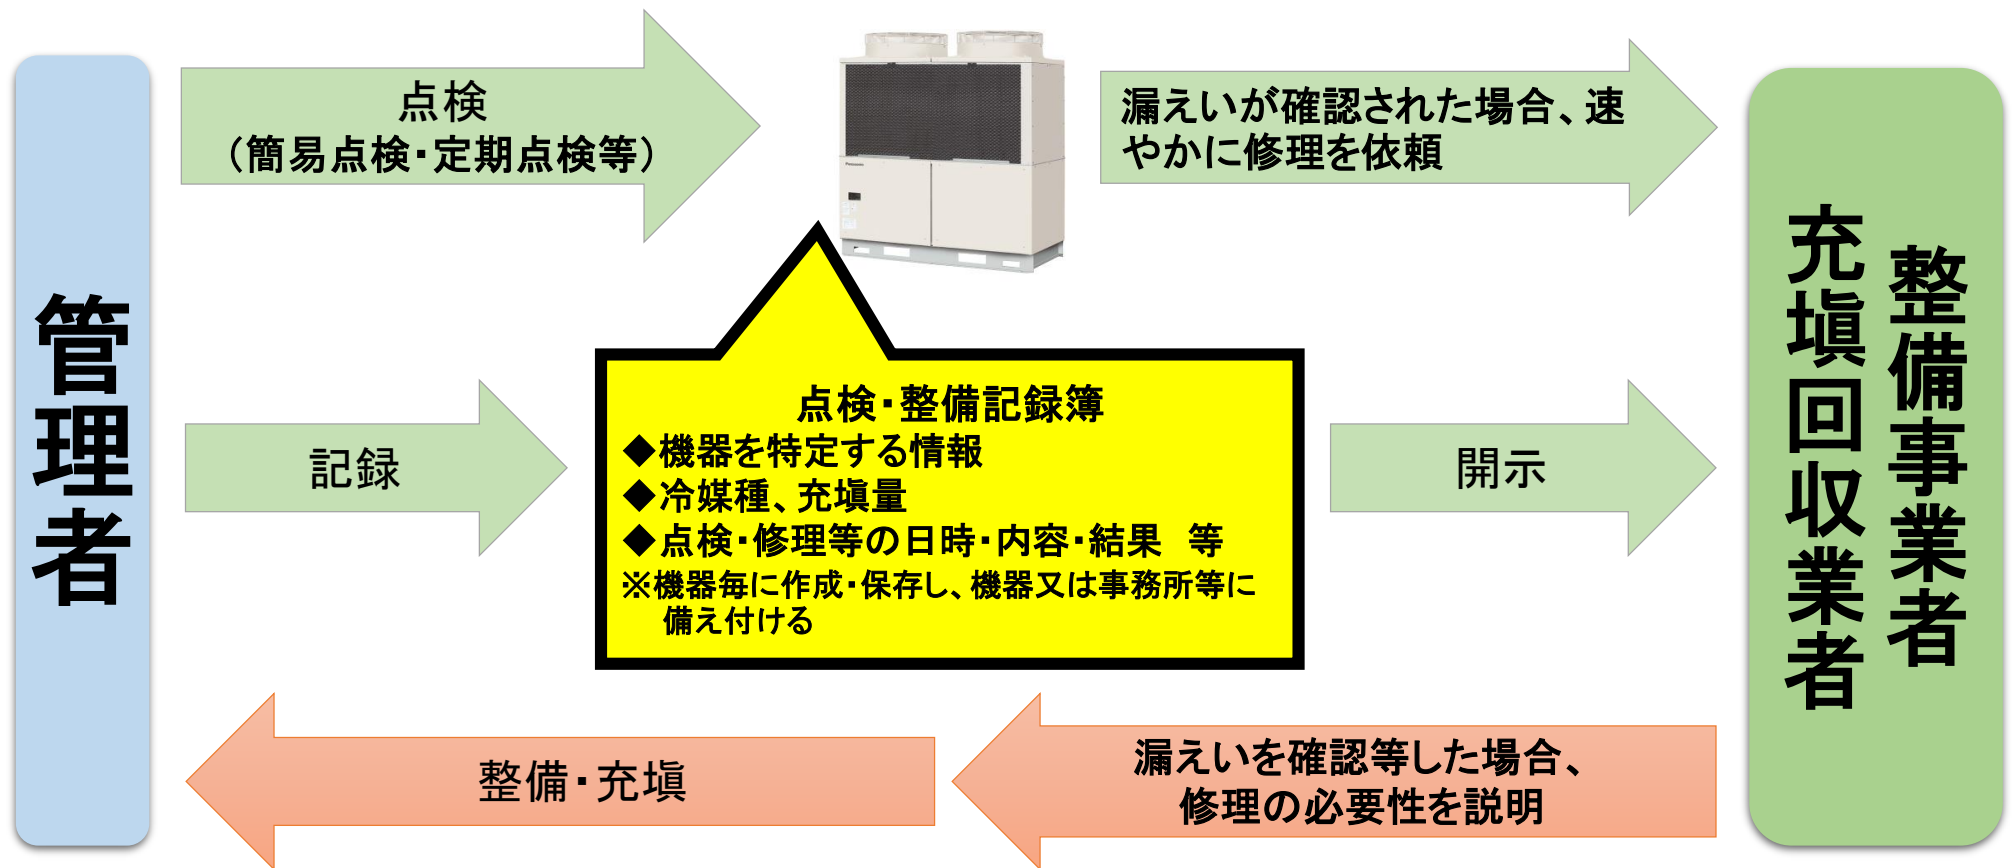 管理者
点検
（簡易点検・定期点検等）
Panasonic
漏えいが確認された場合、速
やかに修理を依頼
記録
点検・整備記録簿
◆機器を特定する情報
◆冷媒種、充塡量
◆点検・修理等の日時・内容・結果　等
※機器毎に作成・保存し、機器又は事務所等に
備え付ける
開示
整備事業者
充塡回収業者
漏えいを確認等した場合、
修理の必要性を説明
整備・充塡